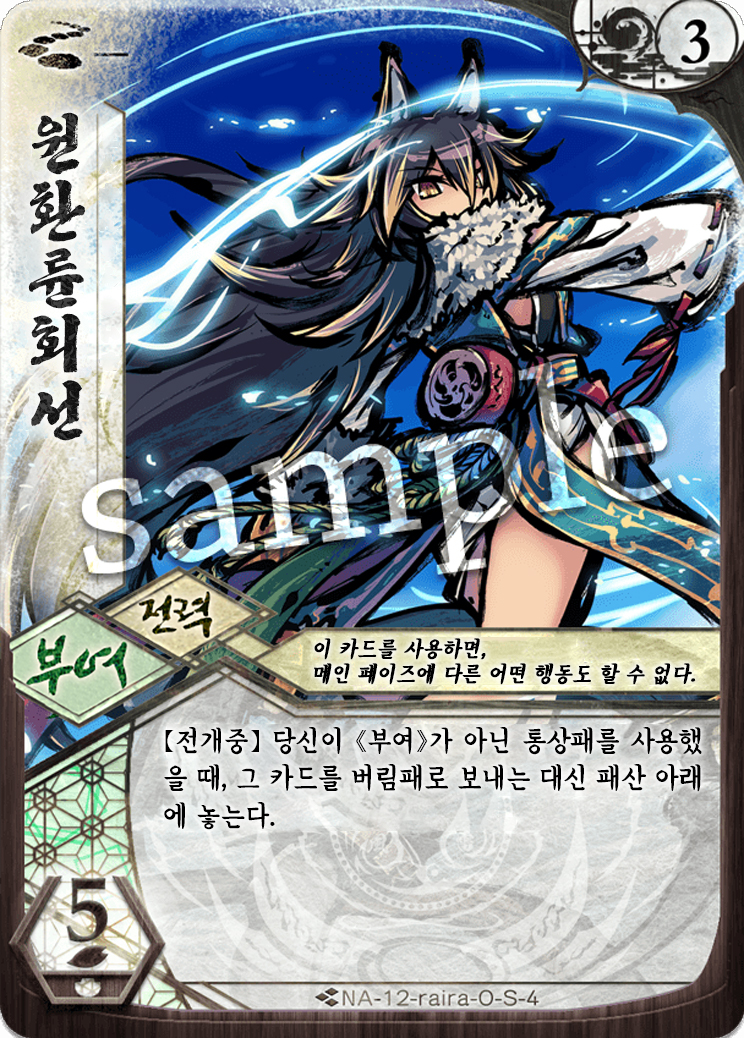 3
원환륜회선
sample
전력
부여
이 카드를 사용하면,
메인 페이즈에 다른 어떤 행동도 할 수 없다.
【전개중】 당신이 《부여》가 아닌 통상패를 사용했
을 때, 그 카드를 버림패로 보내는 대신 패산 아래
에 놓는다.
5
NA-12-raira-O-S-4